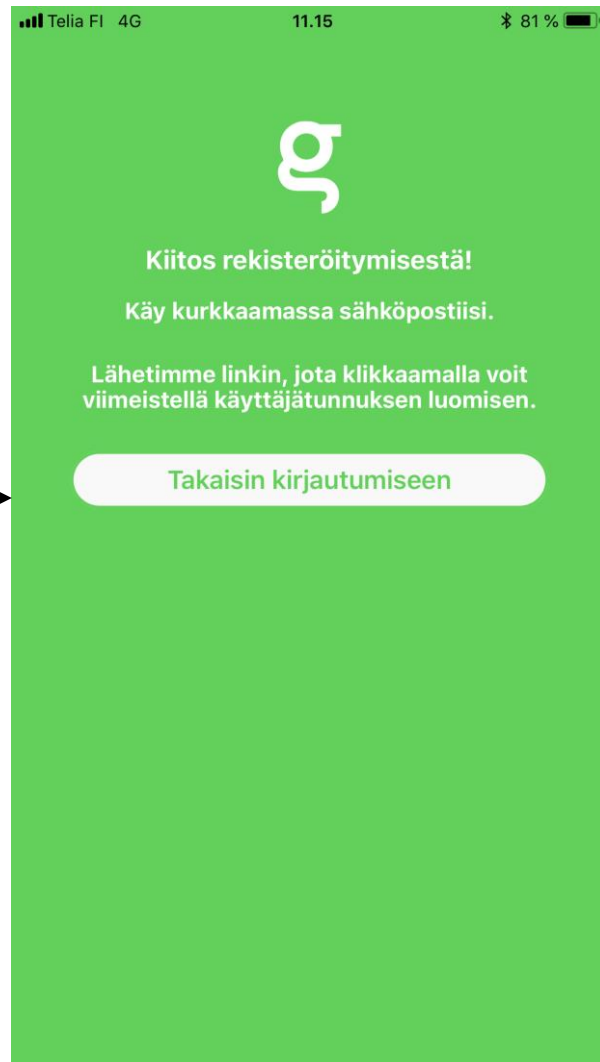 Telia FI 4G 11.15 81 %
g
Kiitos rekisteröitymisestä!
Käy kurkkaamassa sähköpostiisi.
Lähetimme linkin, jota klikkaamalla voit
viimeistellä käyttäjätunnuksen luomisen.
Takaisin kirjautumiseen